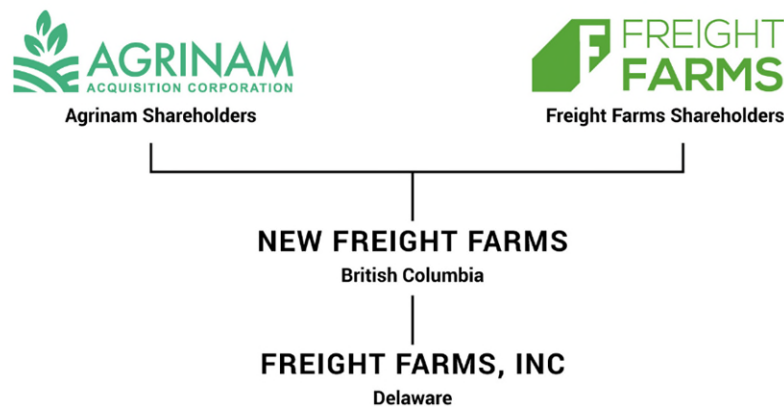 AGRINAM
ACQUISITION CORPORATION
Agrinam Shareholders
FREIGHT
FARMS
Freight Farms Shareholders
NEW FREIGHT FARMS
British Columbia
FREIGHT FARMS, INC
Delaware